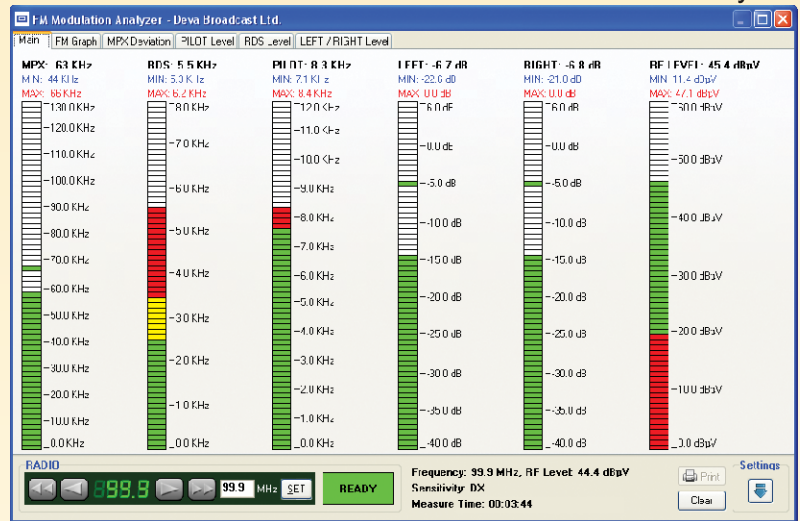 FM Modulation Analyzer - Deva Broadcast Ltd.
Main FM Graph MPX Deviation PILOT Level RDS Level LEFT / RIGHT Level
MPX: 63 KHz RDS: 5.5 KHz PILOT: 8.3 KHz LEFT: -6.7 dB RIGHT: -6.8 dB RF LEVEL: 45.4 dBµV
MIN: 44 KHz MIN: 5.3 KHz MIN: 7.1 KHz MIN: -22.6 dB MIN: -21.0 dB MIN: 11.4 dBµV
MAX: 66 KHz MAX: 6.2 KHz MAX: 8.4 KHz MAX: 0.0 dB MAX: 0.0 dB MAX: 47.1 dBµV
130.0 KHz 8.0 KHz 12.0 KHz 6.0 dB 6.0 dB 60.0 dBµV
120.0 KHz 7.0 KHz 11.0 KHz 0.0 dB 0.0 dB 50.0 dBµV
110.0 KHz 6.0 KHz 10.0 KHz -5.0 dB -5.0 dB 40.0 dBµV
100.0 KHz 5.0 KHz 9.0 KHz -10.0 dB -10.0 dB 30.0 dBµV
90.0 KHz 4.0 KHz 8.0 KHz -15.0 dB -15.0 dB 20.0 dBµV
80.0 KHz 3.0 KHz 7.0 KHz -20.0 dB -20.0 dB 10.0 dBµV
70.0 KHz 2.0 KHz 6.0 KHz -25.0 dB -25.0 dB 0.0 dBµV
60.0 KHz 1.0 KHz 5.0 KHz -30.0 dB -30.0 dB
50.0 KHz 0.0 KHz 4.0 KHz -35.0 dB -35.0 dB
40.0 KHz 3.0 KHz -40.0 dB -40.0 dB
30.0 KHz 2.0 KHz
20.0 KHz 1.0 KHz
10.0 KHz 0.0 KHz
0.0 KHz
RADIO
99.9 99.9 MHz SET READY
Frequency: 99.9 MHz, RF Level: 44.4 dBµV
Sensitivity: DX
Measure Time: 00:03:44
Print
Clear
Settings